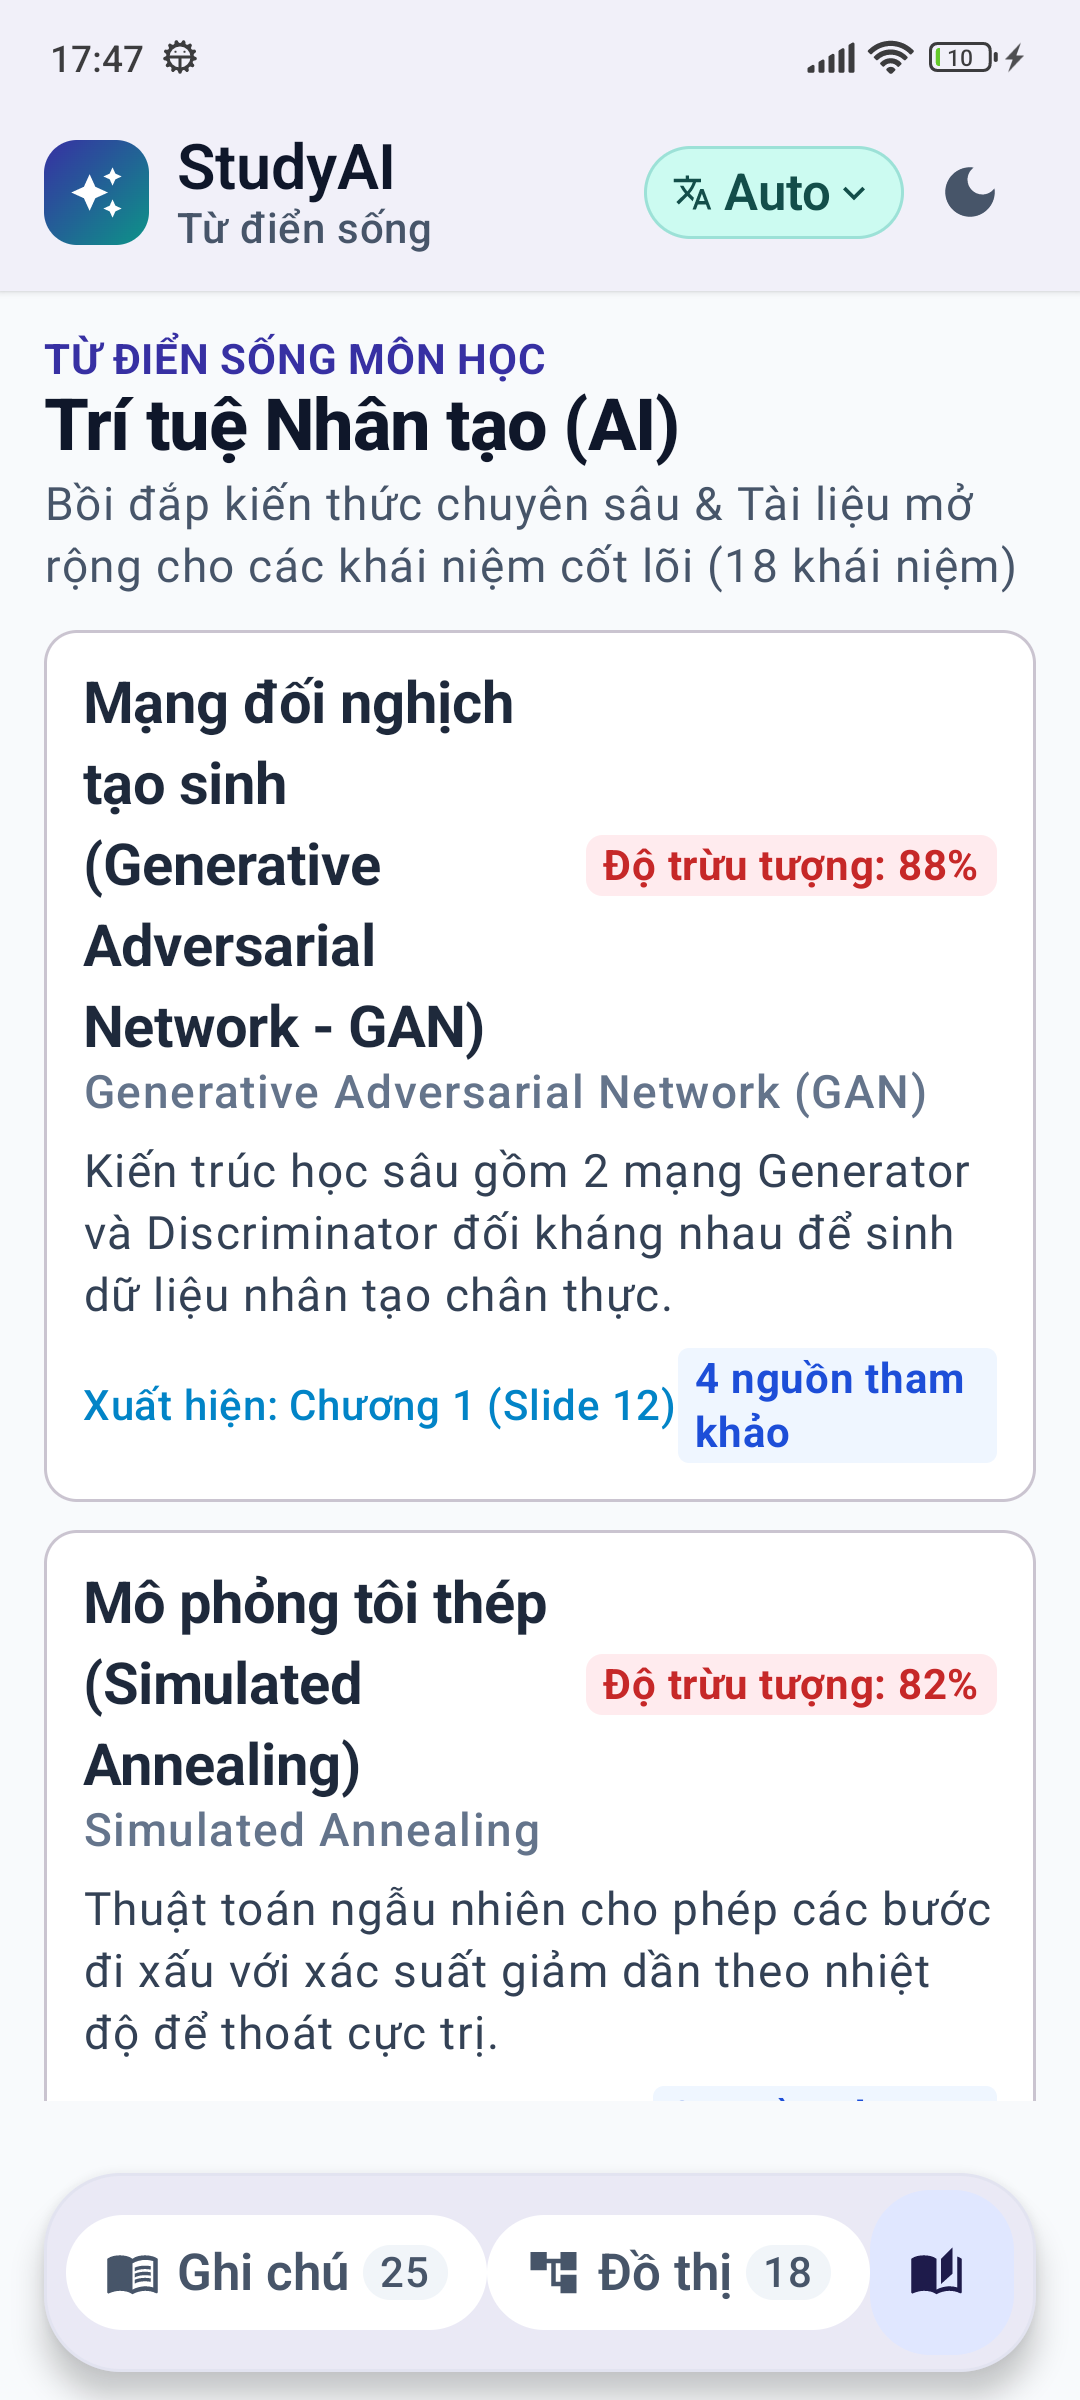 17:47
10
StudyAI
Từ điển sống
Auto
TỪ ĐIỂN SỐNG MÔN HỌC
Trí tuệ Nhân tạo (AI)
Bồi đắp kiến thức chuyên sâu & Tài liệu mở
rộng cho các khái niệm cốt lõi (18 khái niệm)
Mạng đối nghịch
tạo sinh
(Generative
Adversarial
Network - GAN)
Độ trừu tượng: 88%
Generative Adversarial Network (GAN)
Kiến trúc học sâu gồm 2 mạng Generator
và Discriminator đối kháng nhau để sinh
dữ liệu nhân tạo chân thực.
Xuất hiện: Chương 1 (Slide 12)
4 nguồn tham
khảo
Mô phỏng tôi thép
(Simulated
Annealing)
Độ trừu tượng: 82%
Simulated Annealing
Thuật toán ngẫu nhiên cho phép các bước
đi xấu với xác suất giảm dần theo nhiệt
độ để thoát cực trị.
Ghi chú 25
Đồ thị 18